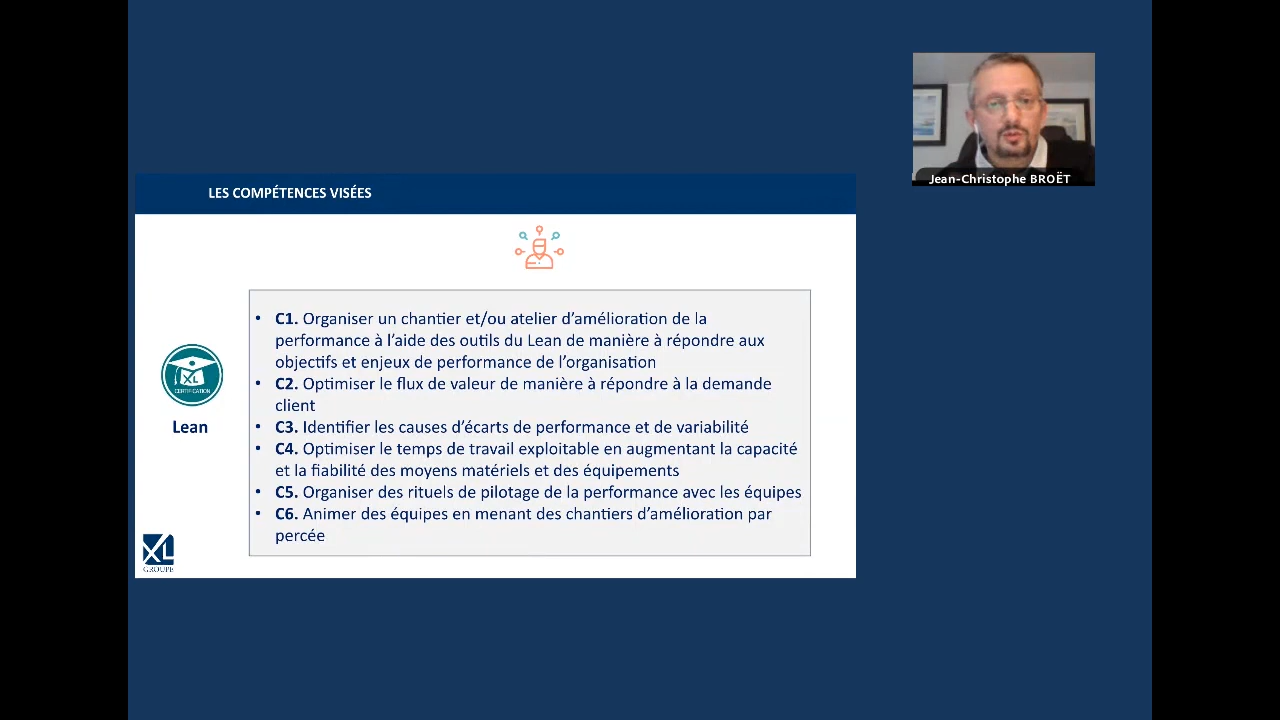 Jean-Christophe BROËT
LES COMPÉTENCES VISÉES
• C1. Organiser un chantier et/ou atelier d’amélioration de la
performance à l’aide des outils du Lean de manière à répondre aux
objectifs et enjeux de performance de l’organisation
• C2. Optimiser le flux de valeur de manière à répondre à la demande
client
• C3. Identifier les causes d’écarts de performance et de variabilité
• C4. Optimiser le temps de travail exploitable en augmentant la capacité
et la fiabilité des moyens matériels et des équipements
• C5. Organiser des rituels de pilotage de la performance avec les équipes
• C6. Animer des équipes en menant des chantiers d’amélioration par
percée
XL
CERTIFICATION
Lean
XL
GROUPE